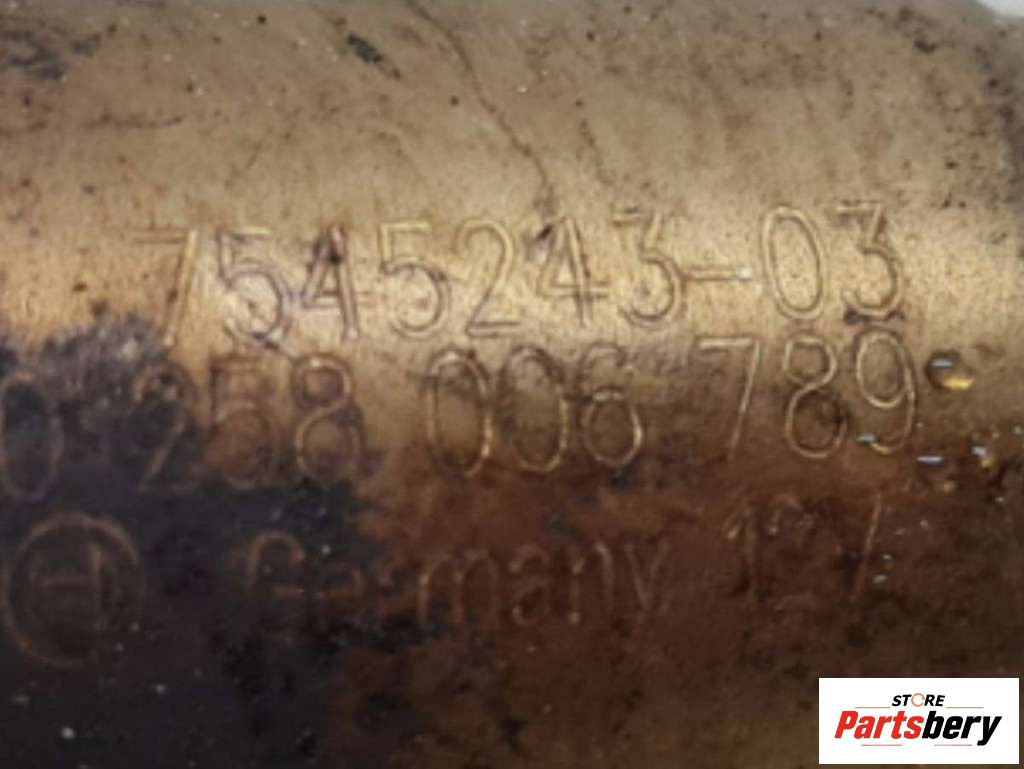 7545243-03
0 258 006 789
Germany
STORE
Partsbery